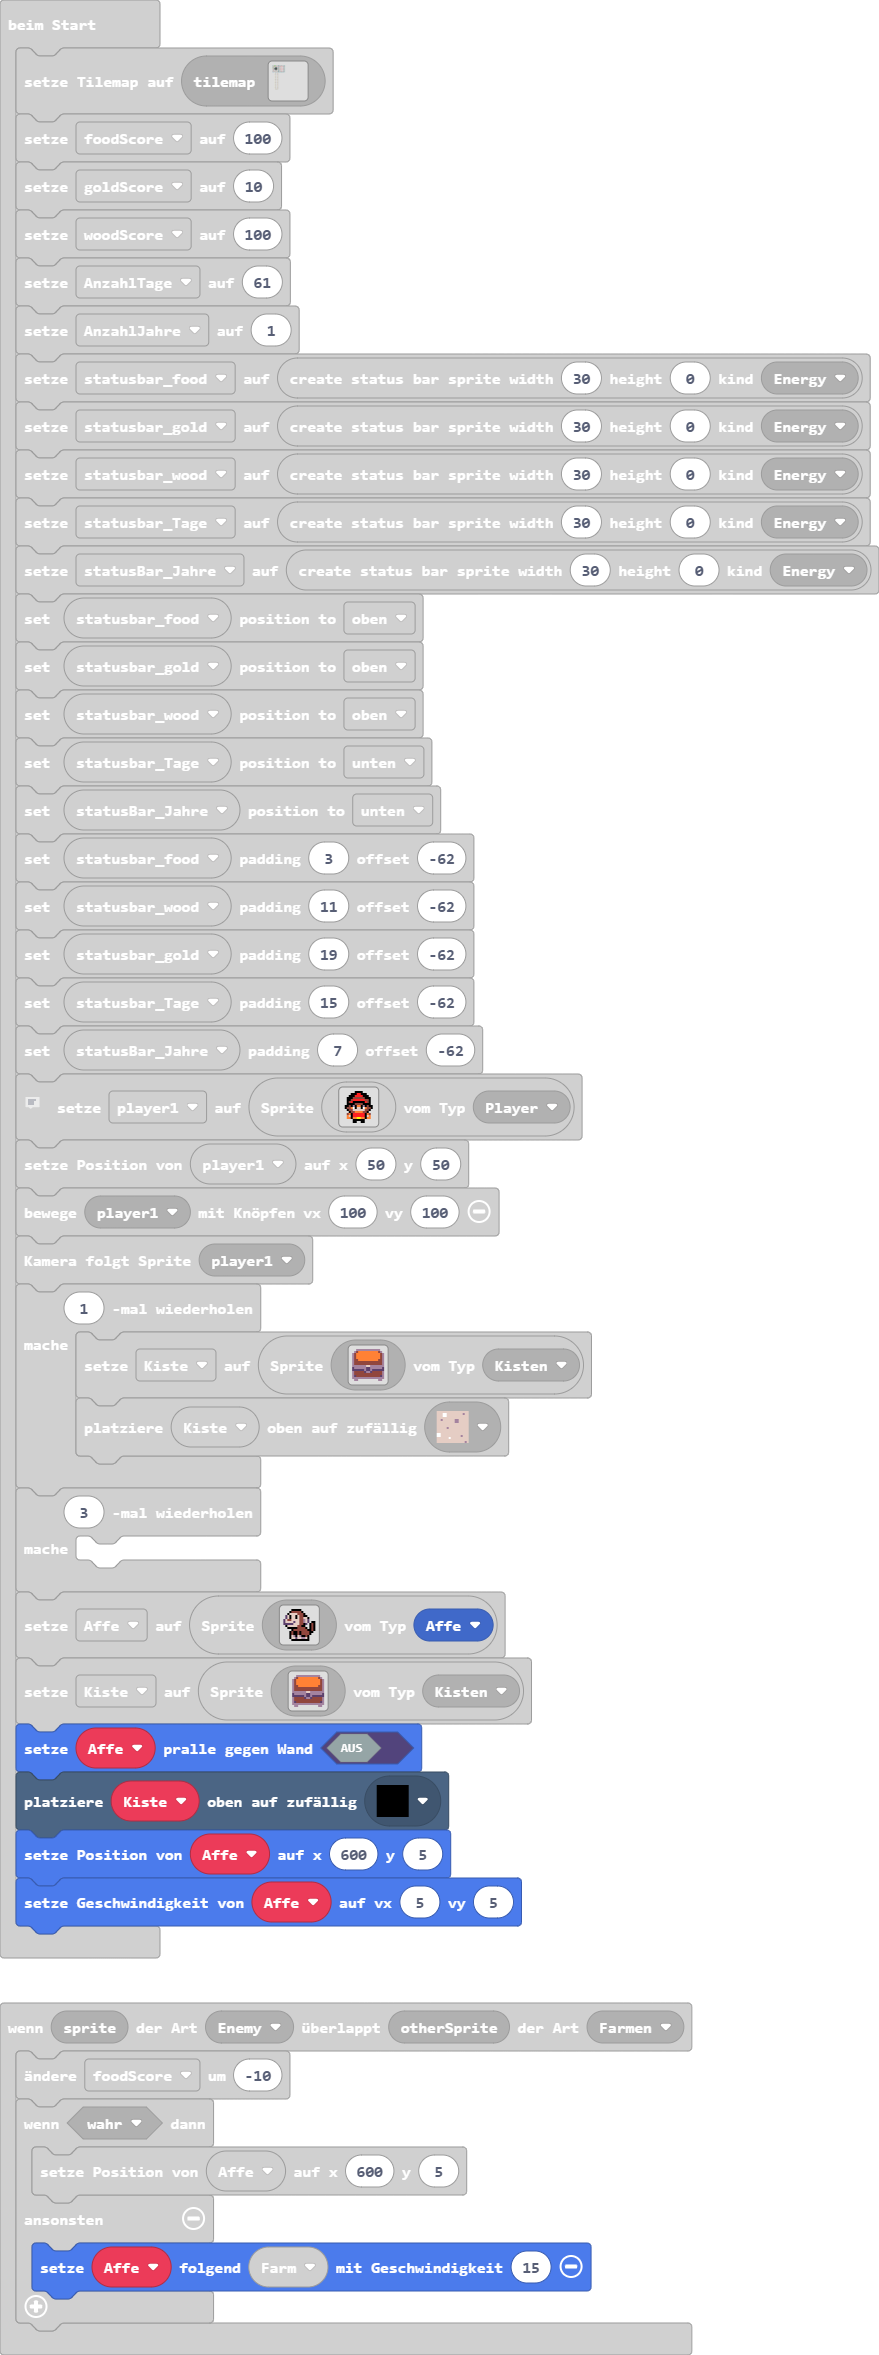 beim Start
setze Tilemap auf tilemap
setze foodScore auf 100
setze goldScore auf 10
setze woodScore auf 100
setze AnzahlTage auf 61
setze AnzahlJahre auf 1
setze statusbar_food auf create status bar sprite width 30 height 0 kind Energy
setze statusbar_gold auf create status bar sprite width 30 height 0 kind Energy
setze statusbar_wood auf create status bar sprite width 30 height 0 kind Energy
setze statusbar_Tage auf create status bar sprite width 30 height 0 kind Energy
setze statusBar_Jahre auf create status bar sprite width 30 height 0 kind Energy
set statusbar_food position to oben
set statusbar_gold position to oben
set statusbar_wood position to oben
set statusbar_Tage position to unten
set statusBar_Jahre position to unten
set statusbar_food padding 3 offset -62
set statusbar_wood padding 11 offset -62
set statusbar_gold padding 19 offset -62
set statusbar_Tage padding 15 offset -62
set statusBar_Jahre padding 7 offset -62
setze player1 auf Sprite vom Typ Player
setze Position von player1 auf x 50 y 50
bewege player1 mit Knöpfen vx 100 vy 100
Kamera folgt Sprite player1
1 -mal wiederholen
mache
setze Kiste auf Sprite vom Typ Kisten
platziere Kiste oben auf zufällig
3 -mal wiederholen
mache
setze Affe auf Sprite vom Typ Affe
setze Kiste auf Sprite vom Typ Kisten
setze Affe pralle gegen Wand AUS
platziere Kiste oben auf zufällig
setze Position von Affe auf x 600 y 5
setze Geschwindigkeit von Affe auf vx 5 vy 5
wenn sprite der Art Enemy überlappt otherSprite der Art Farmen
ändere foodScore um -10
wenn wahr dann
setze Position von Affe auf x 600 y 5
ansonsten
setze Affe folgend Farm mit Geschwindigkeit 15